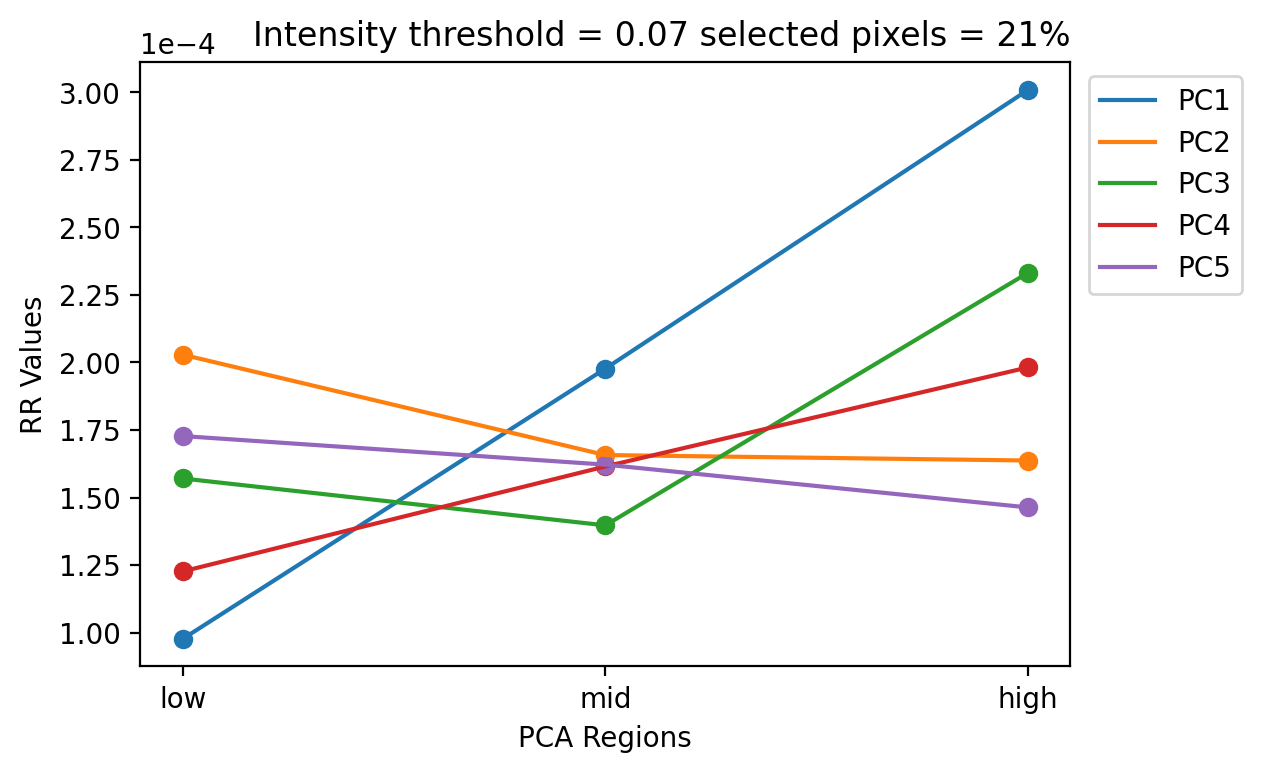 Intensity threshold = 0.07 selected pixels = 21%
1e−4
3.00
2.75
2.50
2.25
2.00
1.75
1.50
1.25
1.00
RR Values
low mid high
PCA Regions
PC1
PC2
PC3
PC4
PC5